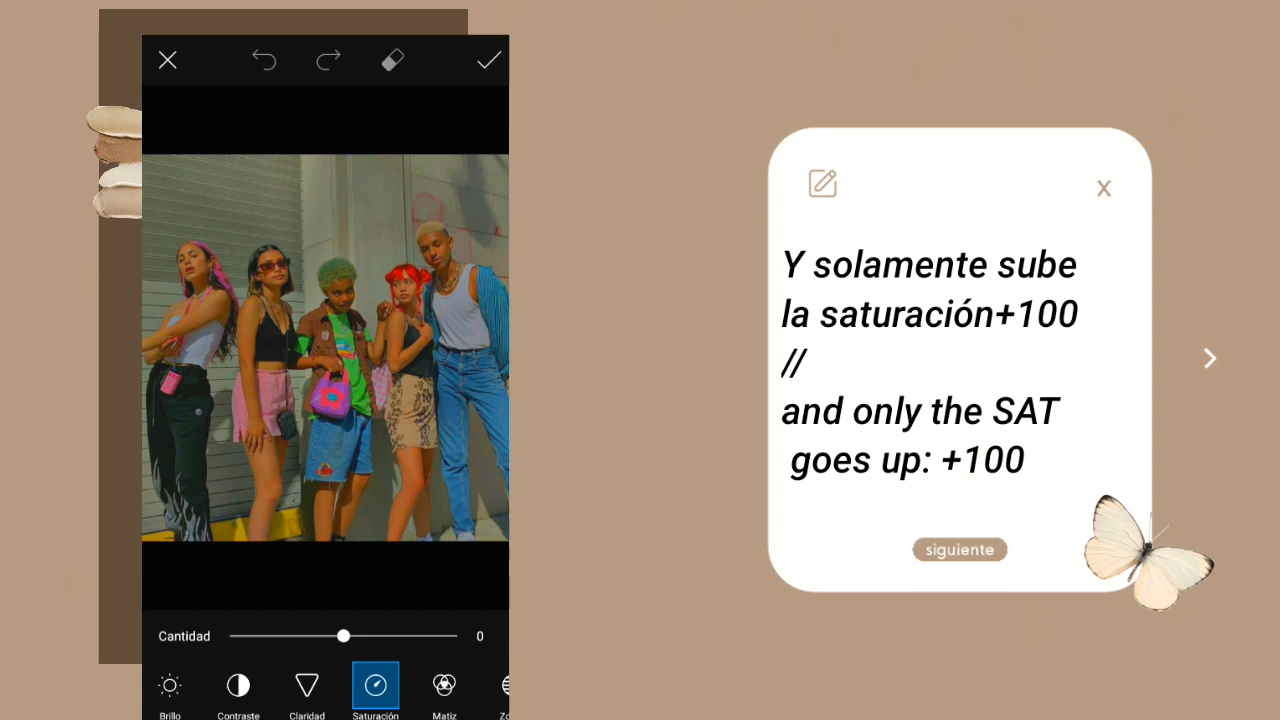 Y solamente sube
la saturación+100
//
and only the SAT
goes up: +100
siguiente
x
Cantidad 0
Brillo Contraste Claridad Saturación Matiz